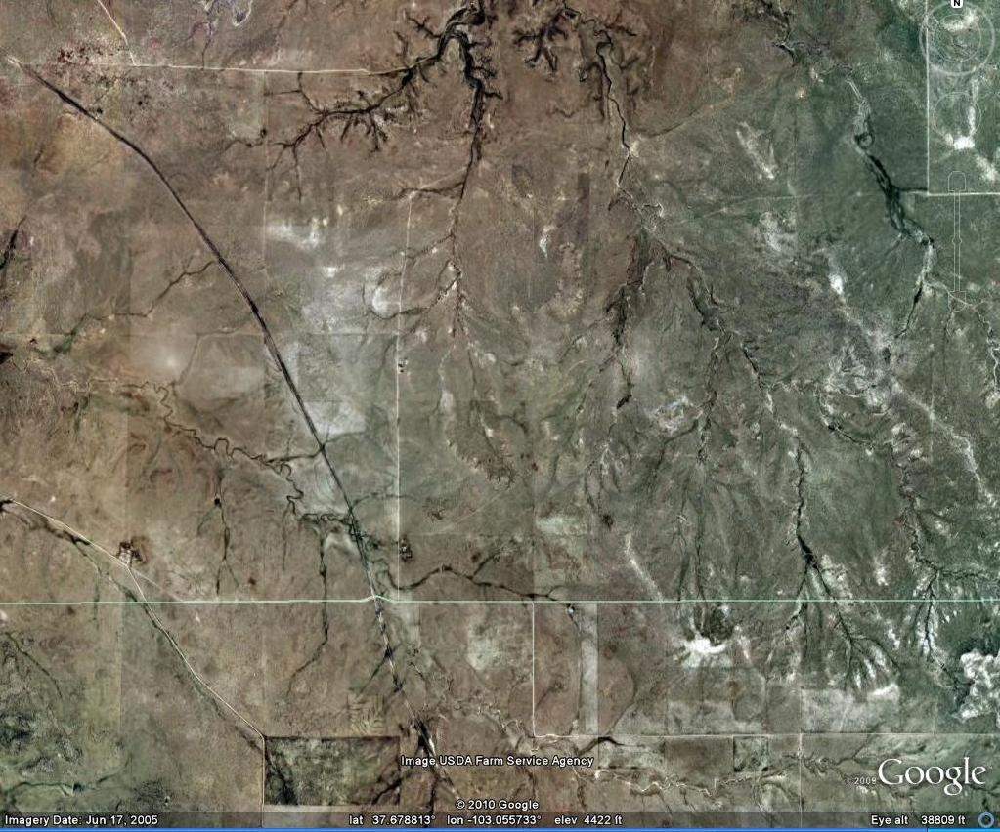 N
Image USDA Farm Service Agency
© 2009 Google
© 2010 Google
Imagery Date: Jun 17, 2005 lat 37.678813° lon -103.055733° elev 4422 ft Eye alt 38809 ft